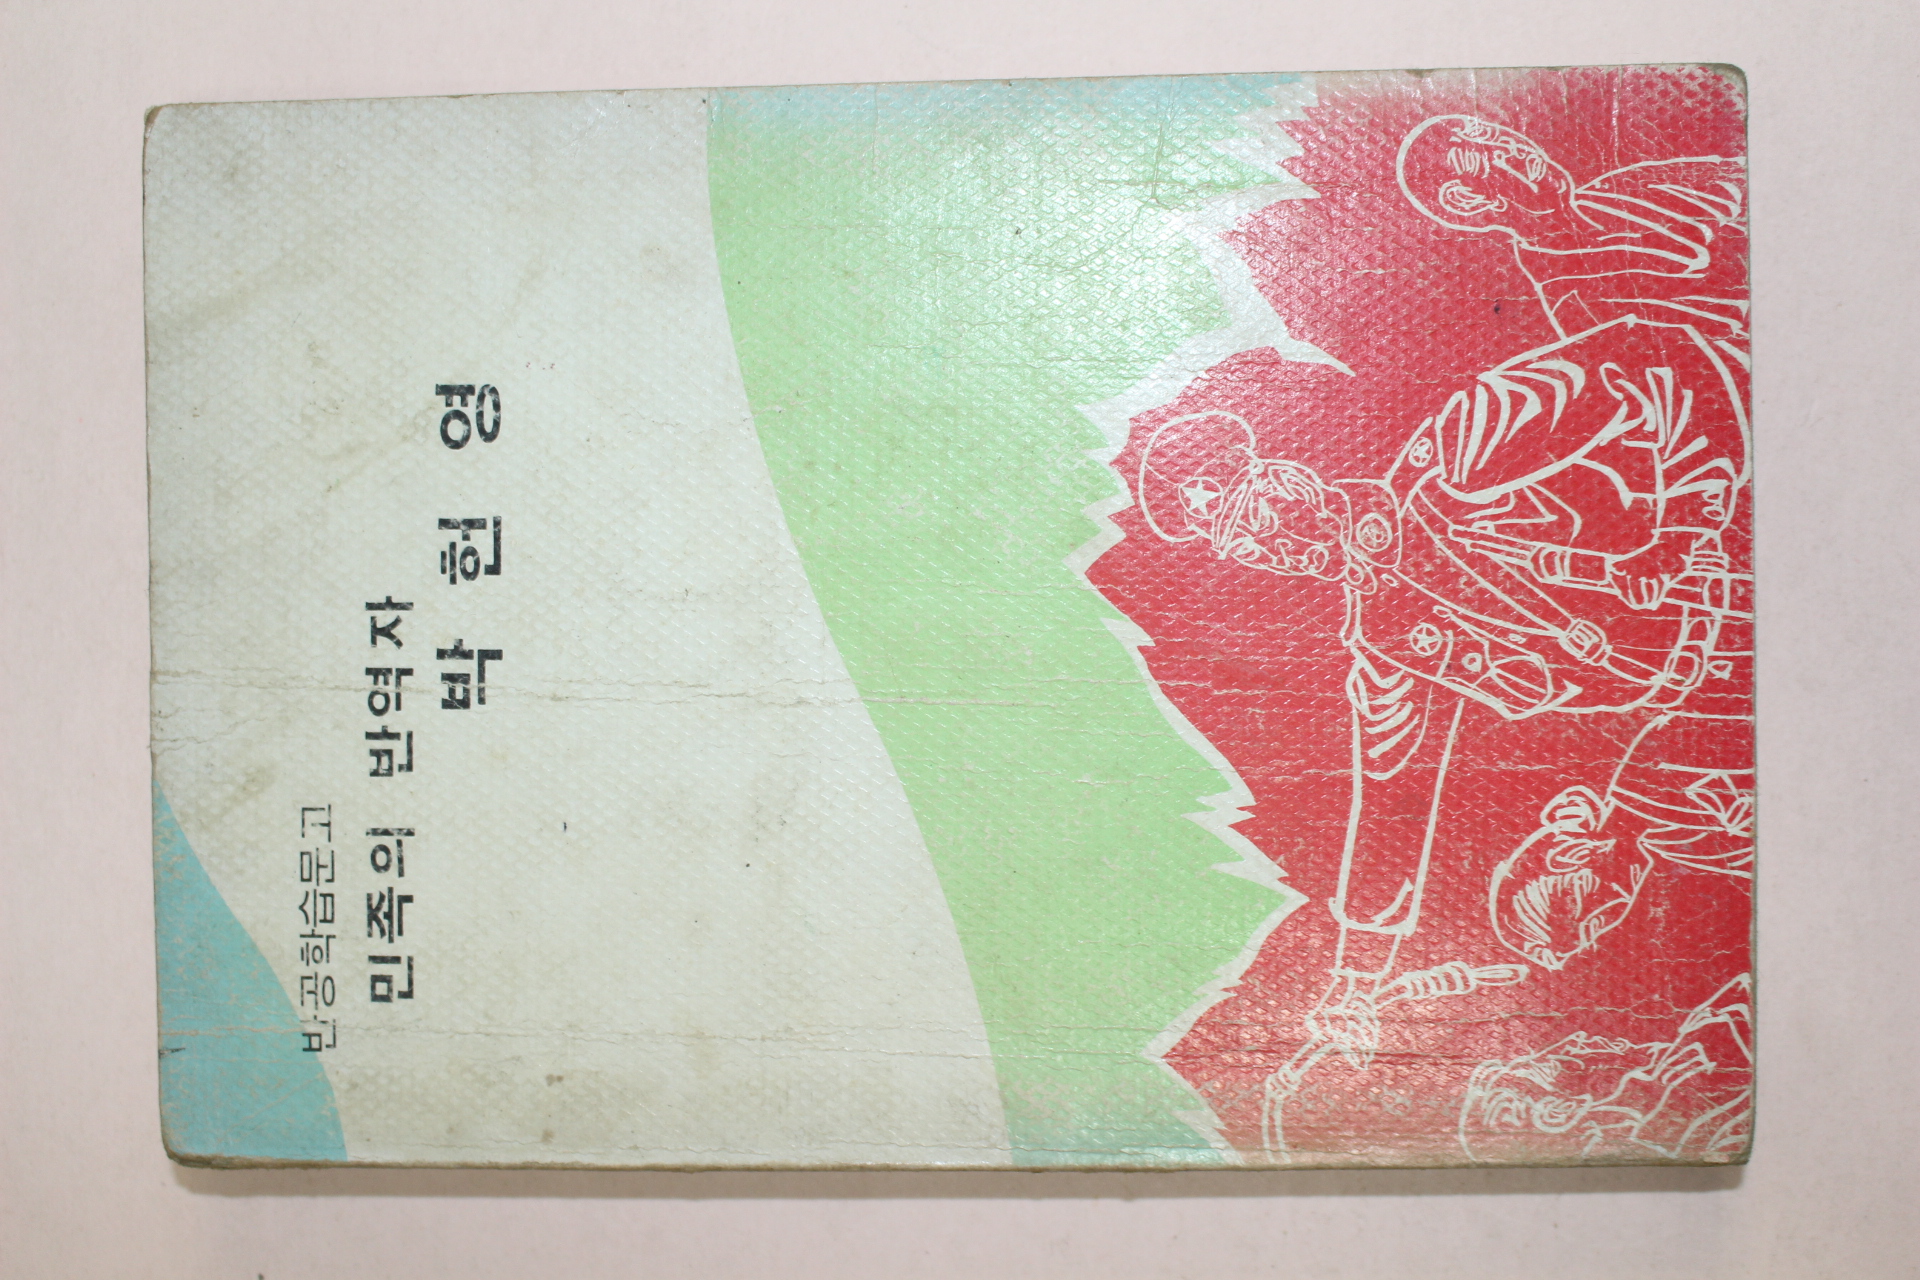 반공학습문고
민족의 반역자
박헌영